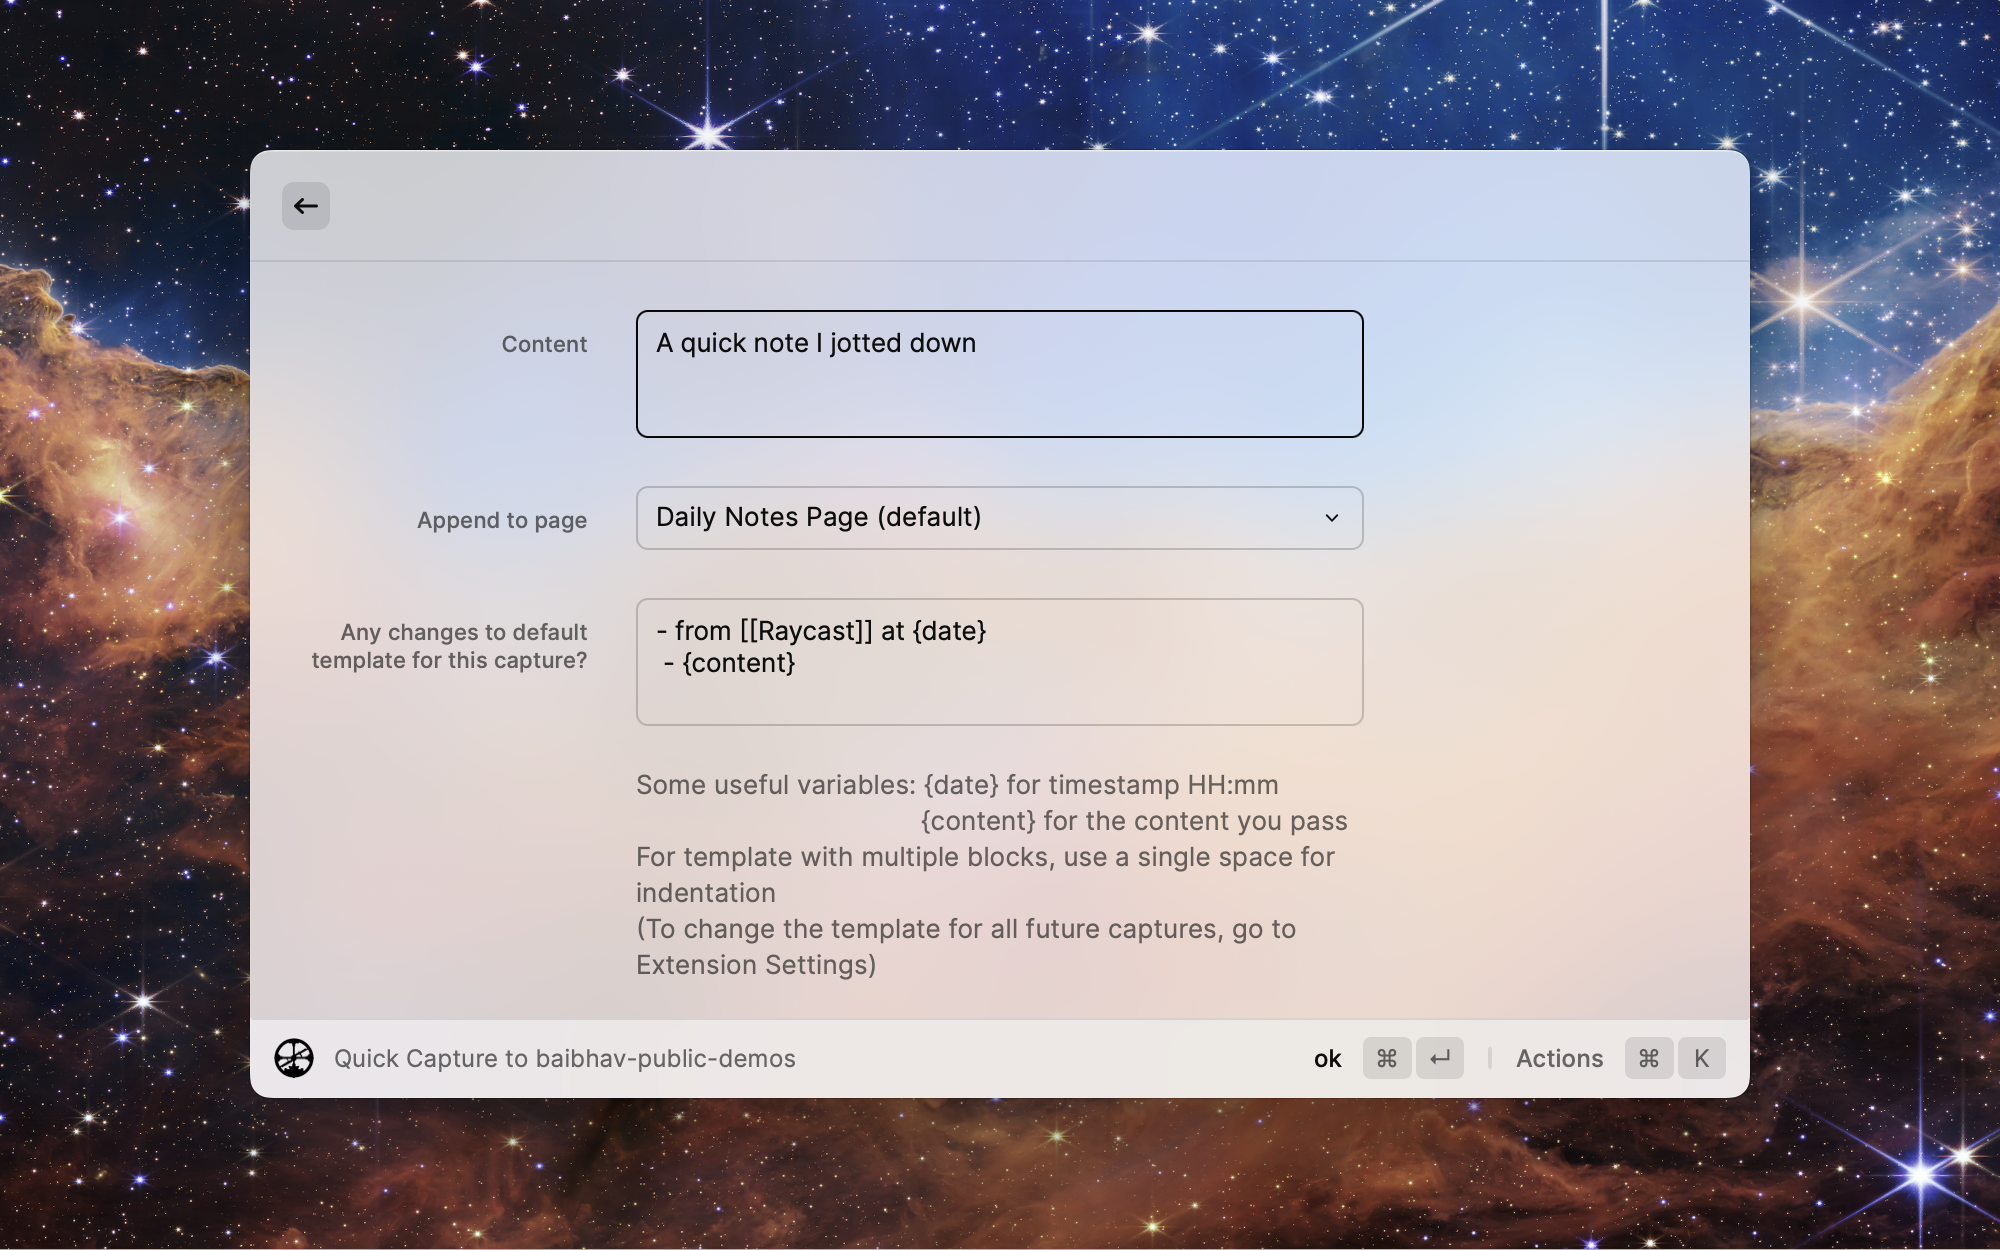 Content
A quick note I jotted down
Append to page
Daily Notes Page (default)
Any changes to default
template for this capture?
- from [[Raycast]] at {date}
- {content}
Some useful variables: {date} for timestamp HH:mm
{content} for the content you pass
For template with multiple blocks, use a single space for
indentation
(To change the template for all future captures, go to
Extension Settings)
Quick Capture to baibhav-public-demos
ok ⌘ ↵ Actions ⌘ K